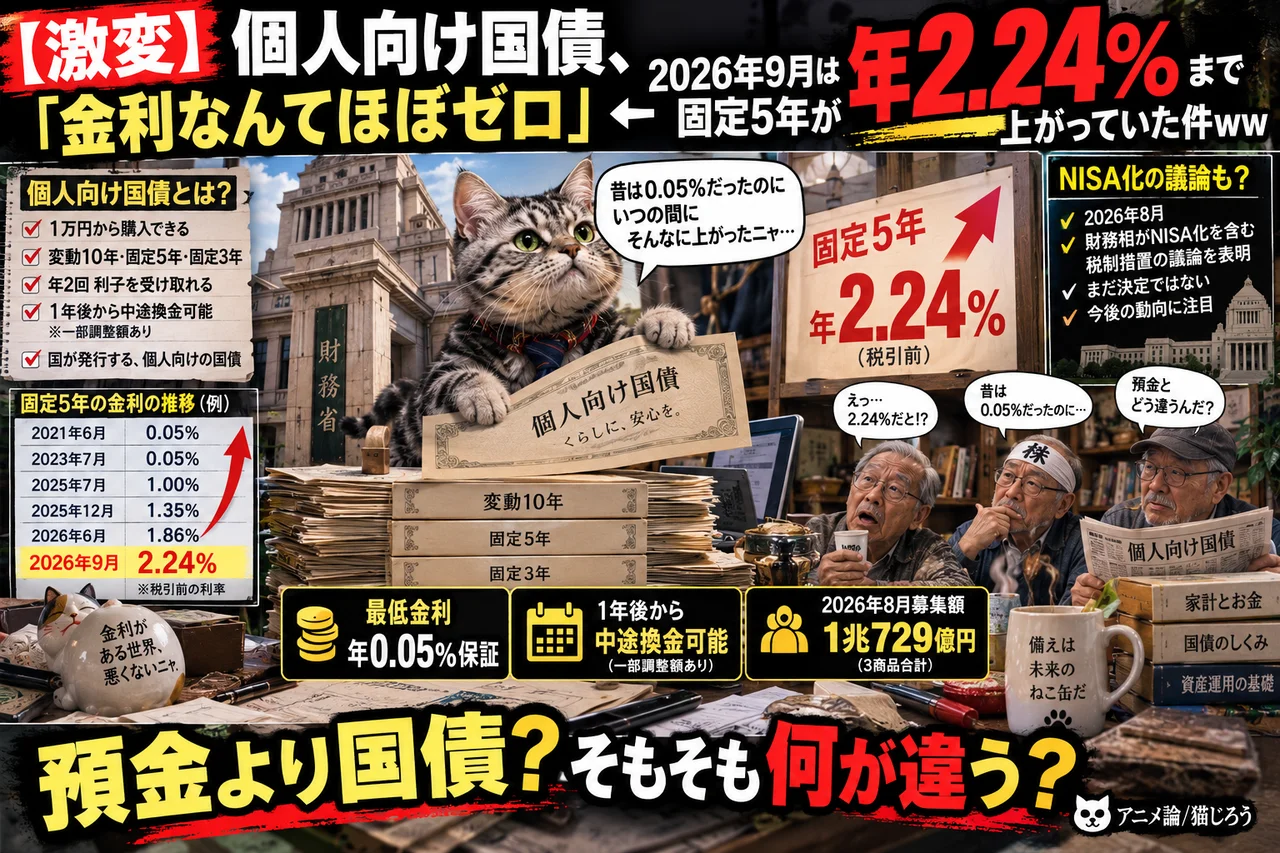 【激変】個人向け国債、
「金利なんてほぼゼロ」←
2026年9月は
固定5年が
年2.24%まで
上がっていた件ww
個人向け国債とは?
1万円から購入できる
変動10年・固定5年・固定3年
年2回 利子を受け取れる
1年後から中途換金可能
※一部調整額あり
国が発行する、個人向けの国債
固定5年の金利の推移(例)
2021年6月 0.05%
2023年7月 0.05%
2025年7月 1.00%
2025年12月 1.35%
2026年6月 1.86%
2026年9月 2.24%
※税引前の利率
財務省
昔は0.05%だったのに
いつの間に
そんなに上がったニャ…
個人向け国債
くらしに、安心を。
変動10年
固定5年
固定3年
固定5年
年2.24%
(税引前)
NISA化の議論も?
2026年8月
財務相がNISA化を含む
税制措置の議論を表明
まだ決定ではない
今後の動向に注目
えっ…
2.24%だと!?
昔は
0.05%だったのに…
預金と
どう違うんだ?
株
個人向け国債
家計とお金
国債のしくみ
資産運用の基礎
金利が
ある世界、
悪くないニャ
最低金利
年0.05%保証
1年後から
中途換金可能
(一部調整額あり)
2026年8月募集額
1兆729億円
(3商品合計)
備えは
未来の
ねこ缶だ
預金より国債?そもそも何が違う?
アニメ論/猫じろう